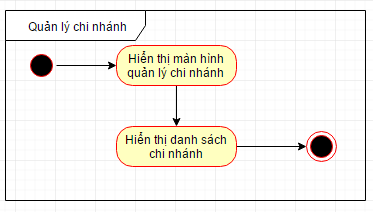 Quản lý chi nhánh
Hiển thị màn hình
quản lý chi nhánh
Hiển thị danh sách
chi nhánh